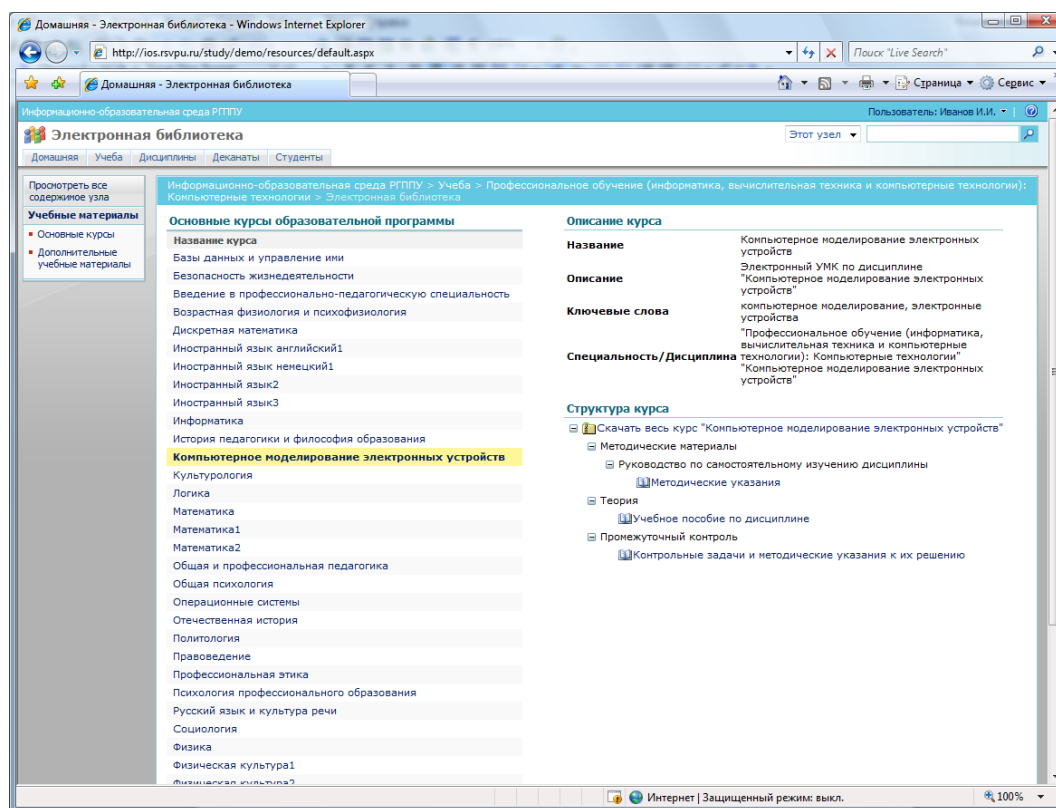 Домашняя - Электронная библиотека - Windows Internet Explorer
http://ios.rsvpu.ru/study/demo/resources/default.aspx
Поиск "Live Search"
Домашняя - Электронная библиотека
Страница
Сервис
Информационно-образовательная среда РГППУ
Пользователь: Иванов И.И.
Электронная библиотека
Этот узел
Домашняя Учеба Дисциплины Деканаты Студенты
Просмотреть все
содержимое узла
Учебные материалы
Основные курсы
Дополнительные
учебные материалы
Информационно-образовательная среда РГППУ > Учеба > Профессиональное обучение (информатика, вычислительная техника и компьютерные технологии):
Компьютерные технологии > Электронная библиотека
Основные курсы образовательной программы
Название курса
Базы данных и управление ими
Безопасность жизнедеятельности
Введение в профессионально-педагогическую специальность
Возрастная физиология и психофизиология
Дискретная математика
Иностранный язык английский1
Иностранный язык немецкий1
Иностранный язык2
Иностранный язык3
Информатика
История педагогики и философия образования
Компьютерное моделирование электронных устройств
Культурология
Логика
Математика
Математика1
Математика2
Общая и профессиональная педагогика
Общая психология
Операционные системы
Отечественная история
Политология
Правоведение
Профессиональная этика
Психология профессионального образования
Русский язык и культура речи
Социология
Физика
Физическая культура1
Физическая культура2
Описание курса
Название
Компьютерное моделирование электронных
устройств
Описание
Электронный УМК по дисциплине
"Компьютерное моделирование электронных
устройств"
Ключевые слова
компьютерное моделирование, электронные
устройства
Специальность/Дисциплина
"Профессиональное обучение (информатика,
вычислительная техника и компьютерные
технологии): Компьютерные технологии"
"Компьютерное моделирование электронных
устройств"
Структура курса
Скачать весь курс "Компьютерное моделирование электронных устройств"
Методические материалы
Руководство по самостоятельному изучению дисциплины
Методические указания
Теория
Учебное пособие по дисциплине
Промежуточный контроль
Контрольные задачи и методические указания к их решению
Интернет | Защищенный режим: выкл.
100%